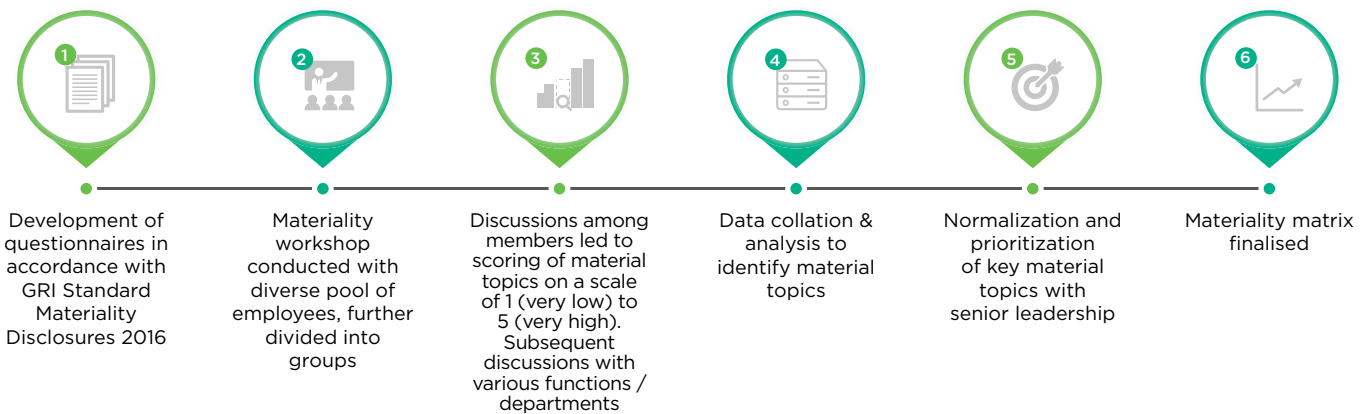 1
Development of
questionnaires in
accordance with
GRI Standard
Materiality
Disclosures 2016
2
Materiality
workshop
conducted with
diverse pool of
employees, further
divided into
groups
3
Discussions among
members led to
scoring of material
topics on a scale
of 1 (very low) to
5 (very high).
Subsequent
discussions with
various functions /
departments
4
Data collation &
analysis to
identify material
topics
5
Normalization and
prioritization
of key material
topics with
senior leadership
6
Materiality matrix
finalised